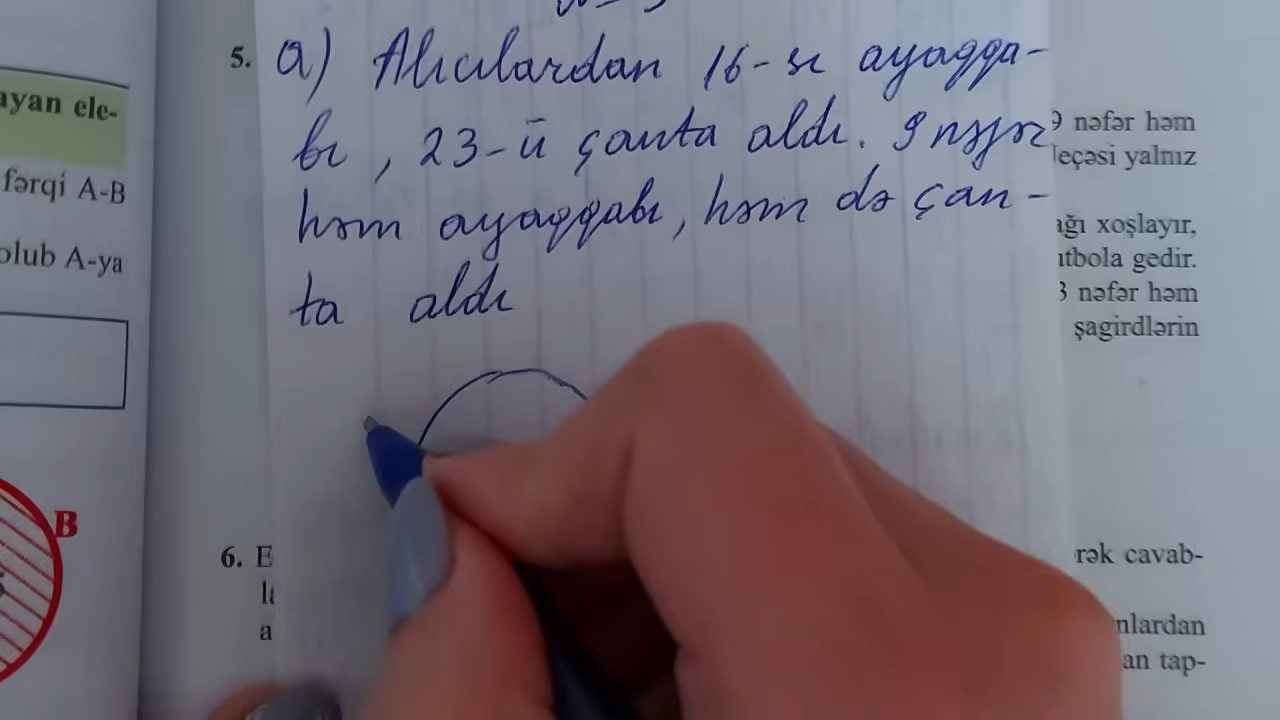 ayan ele-
fərqi A-B
olub A-ya
B
5. a) Alıcılardan 16-sı ayaqqa-
bı, 23-ü çanta aldı. 9 nəfər
həm ayaqqabı, həm də çan-
ta aldı
9 nəfər həm
neçəsi yalnız
ağı xoşlayır,
utbola gedir.
3 nəfər həm
şagirdlərin
6. E
a
rək cavab-
nlardan
an tap-